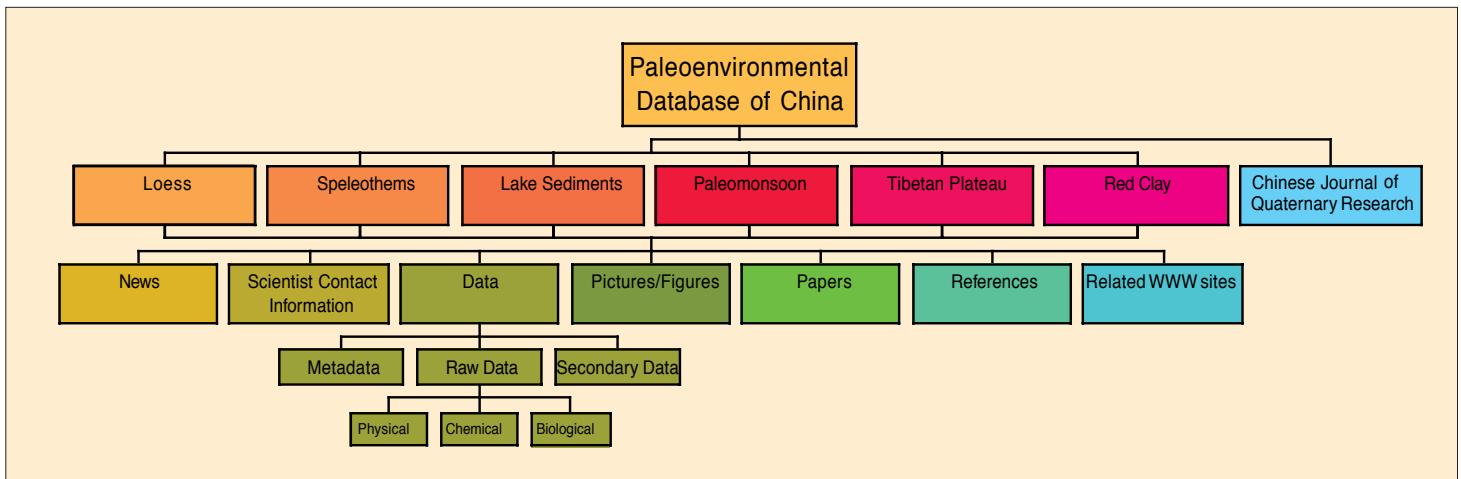 Paleoenvironmental
Database of China
Loess
Speleothems
Lake Sediments
Paleomonsoon
Tibetan Plateau
Red Clay
Chinese Journal of
Quaternary Research
News
Scientist Contact
Information
Data
Pictures/Figures
Papers
References
Related WWW sites
Metadata
Raw Data
Secondary Data
Physical
Chemical
Biological